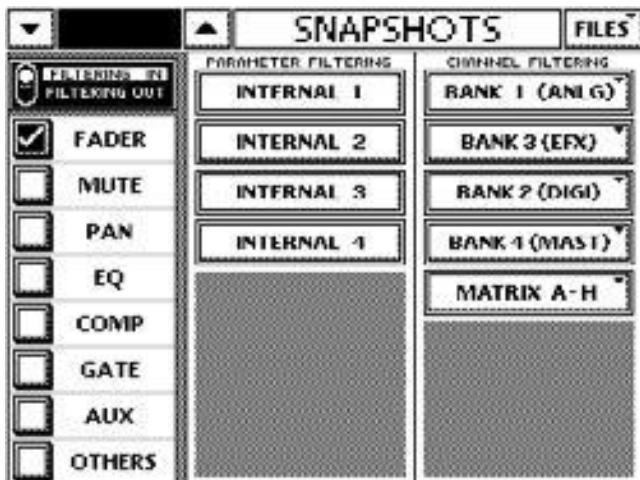 SNAPSHOTS
FILES
FILTERING IN
FILTERING OUT
FADER
MUTE
PAN
EQ
COMP
GATE
AUX
OTHERS
PARAMETER FILTERING
INTERNAL 1
INTERNAL 2
INTERNAL 3
INTERNAL 4
CHANNEL FILTERING
BANK 1 (ANLG)
BANK 3 (EFX)
BANK 2 (DIGI)
BANK 4 (MAST)
MATRIX A-H